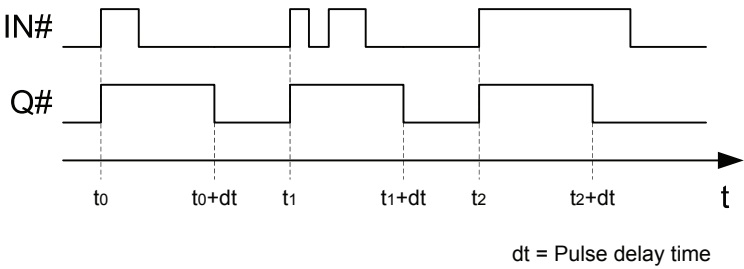 IN#
Q#
t0 t0+dt t1 t1+dt t2 t2+dt
t
dt = Pulse delay time